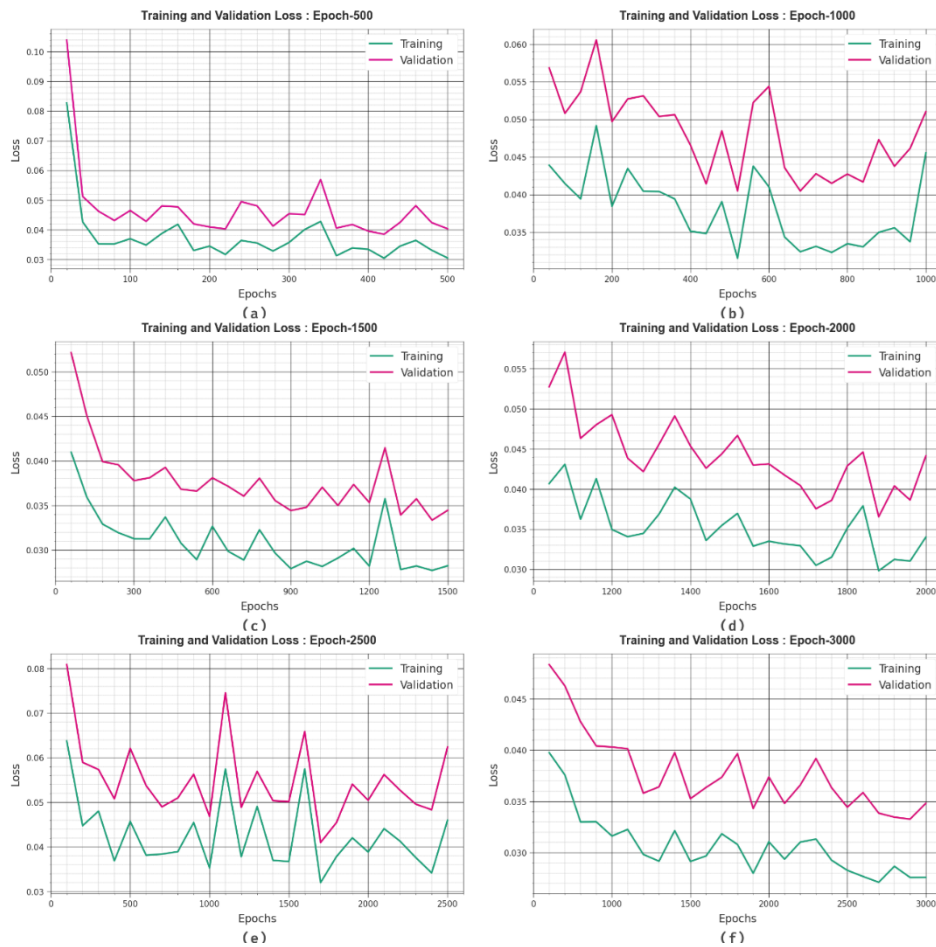 Training and Validation Loss : Epoch-500
Training
Validation
0.10
0.09
0.08
0.07
0.06
0.05
0.04
0.03
Loss
0 100 200 300 400 500
Epochs
(a)
Training and Validation Loss : Epoch-1000
Training
Validation
0.060
0.055
0.050
0.045
0.040
0.035
Loss
0 200 400 600 800 1000
Epochs
(b)
Training and Validation Loss : Epoch-1500
Training
Validation
0.050
0.045
0.040
0.035
0.030
Loss
0 300 600 900 1200 1500
Epochs
(c)
Training and Validation Loss : Epoch-2000
Training
Validation
0.055
0.050
0.045
0.040
0.035
0.030
Loss
0 1200 1400 1600 1800 2000
Epochs
(d)
Training and Validation Loss : Epoch-2500
Training
Validation
0.08
0.07
0.06
0.05
0.04
0.03
Loss
0 500 1000 1500 2000 2500
Epochs
(e)
Training and Validation Loss : Epoch-3000
Training
Validation
0.045
0.040
0.035
0.030
Loss
0 1000 1500 2000 2500 3000
Epochs
(f)